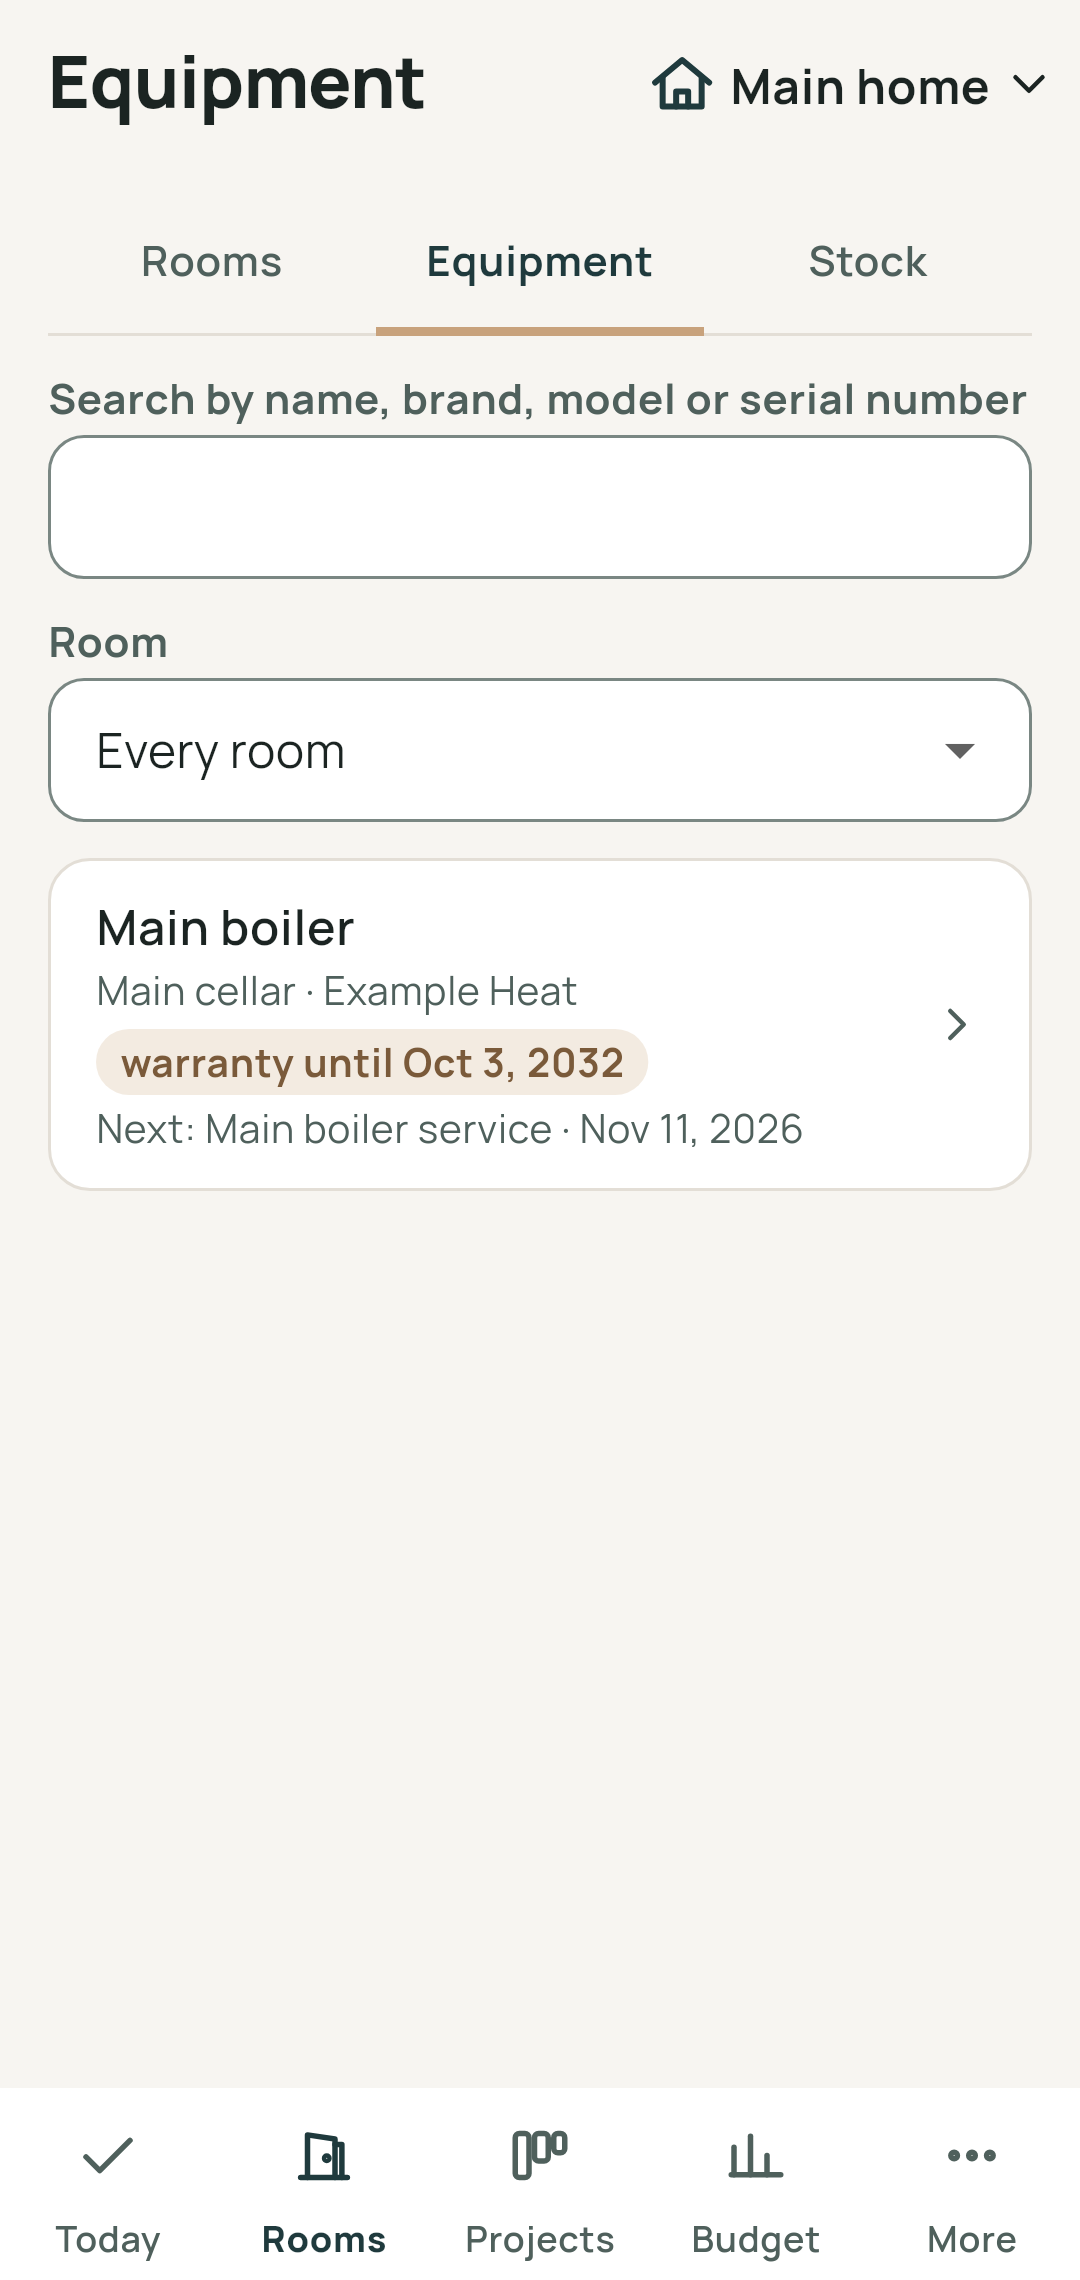 Equipment
Main home
Rooms
Equipment
Stock
Search by name, brand, model or serial number
Room
Every room
Main boiler
Main cellar · Example Heat
warranty until Oct 3, 2032
Next: Main boiler service · Nov 11, 2026
Today
Rooms
Projects
Budget
More